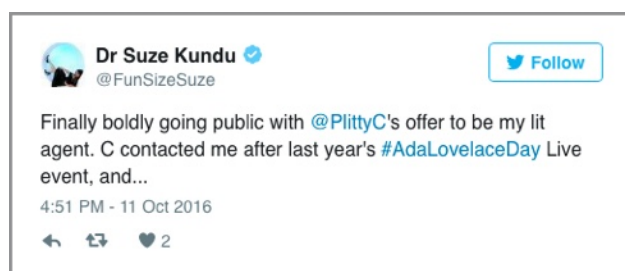 Dr Suze Kundu
Follow
@FunSizeSuze
Finally boldly going public with @PlittyC's offer to be my lit
agent. C contacted me after last year's #AdaLovelaceDay Live
event, and...
4:51 PM - 11 Oct 2016
2